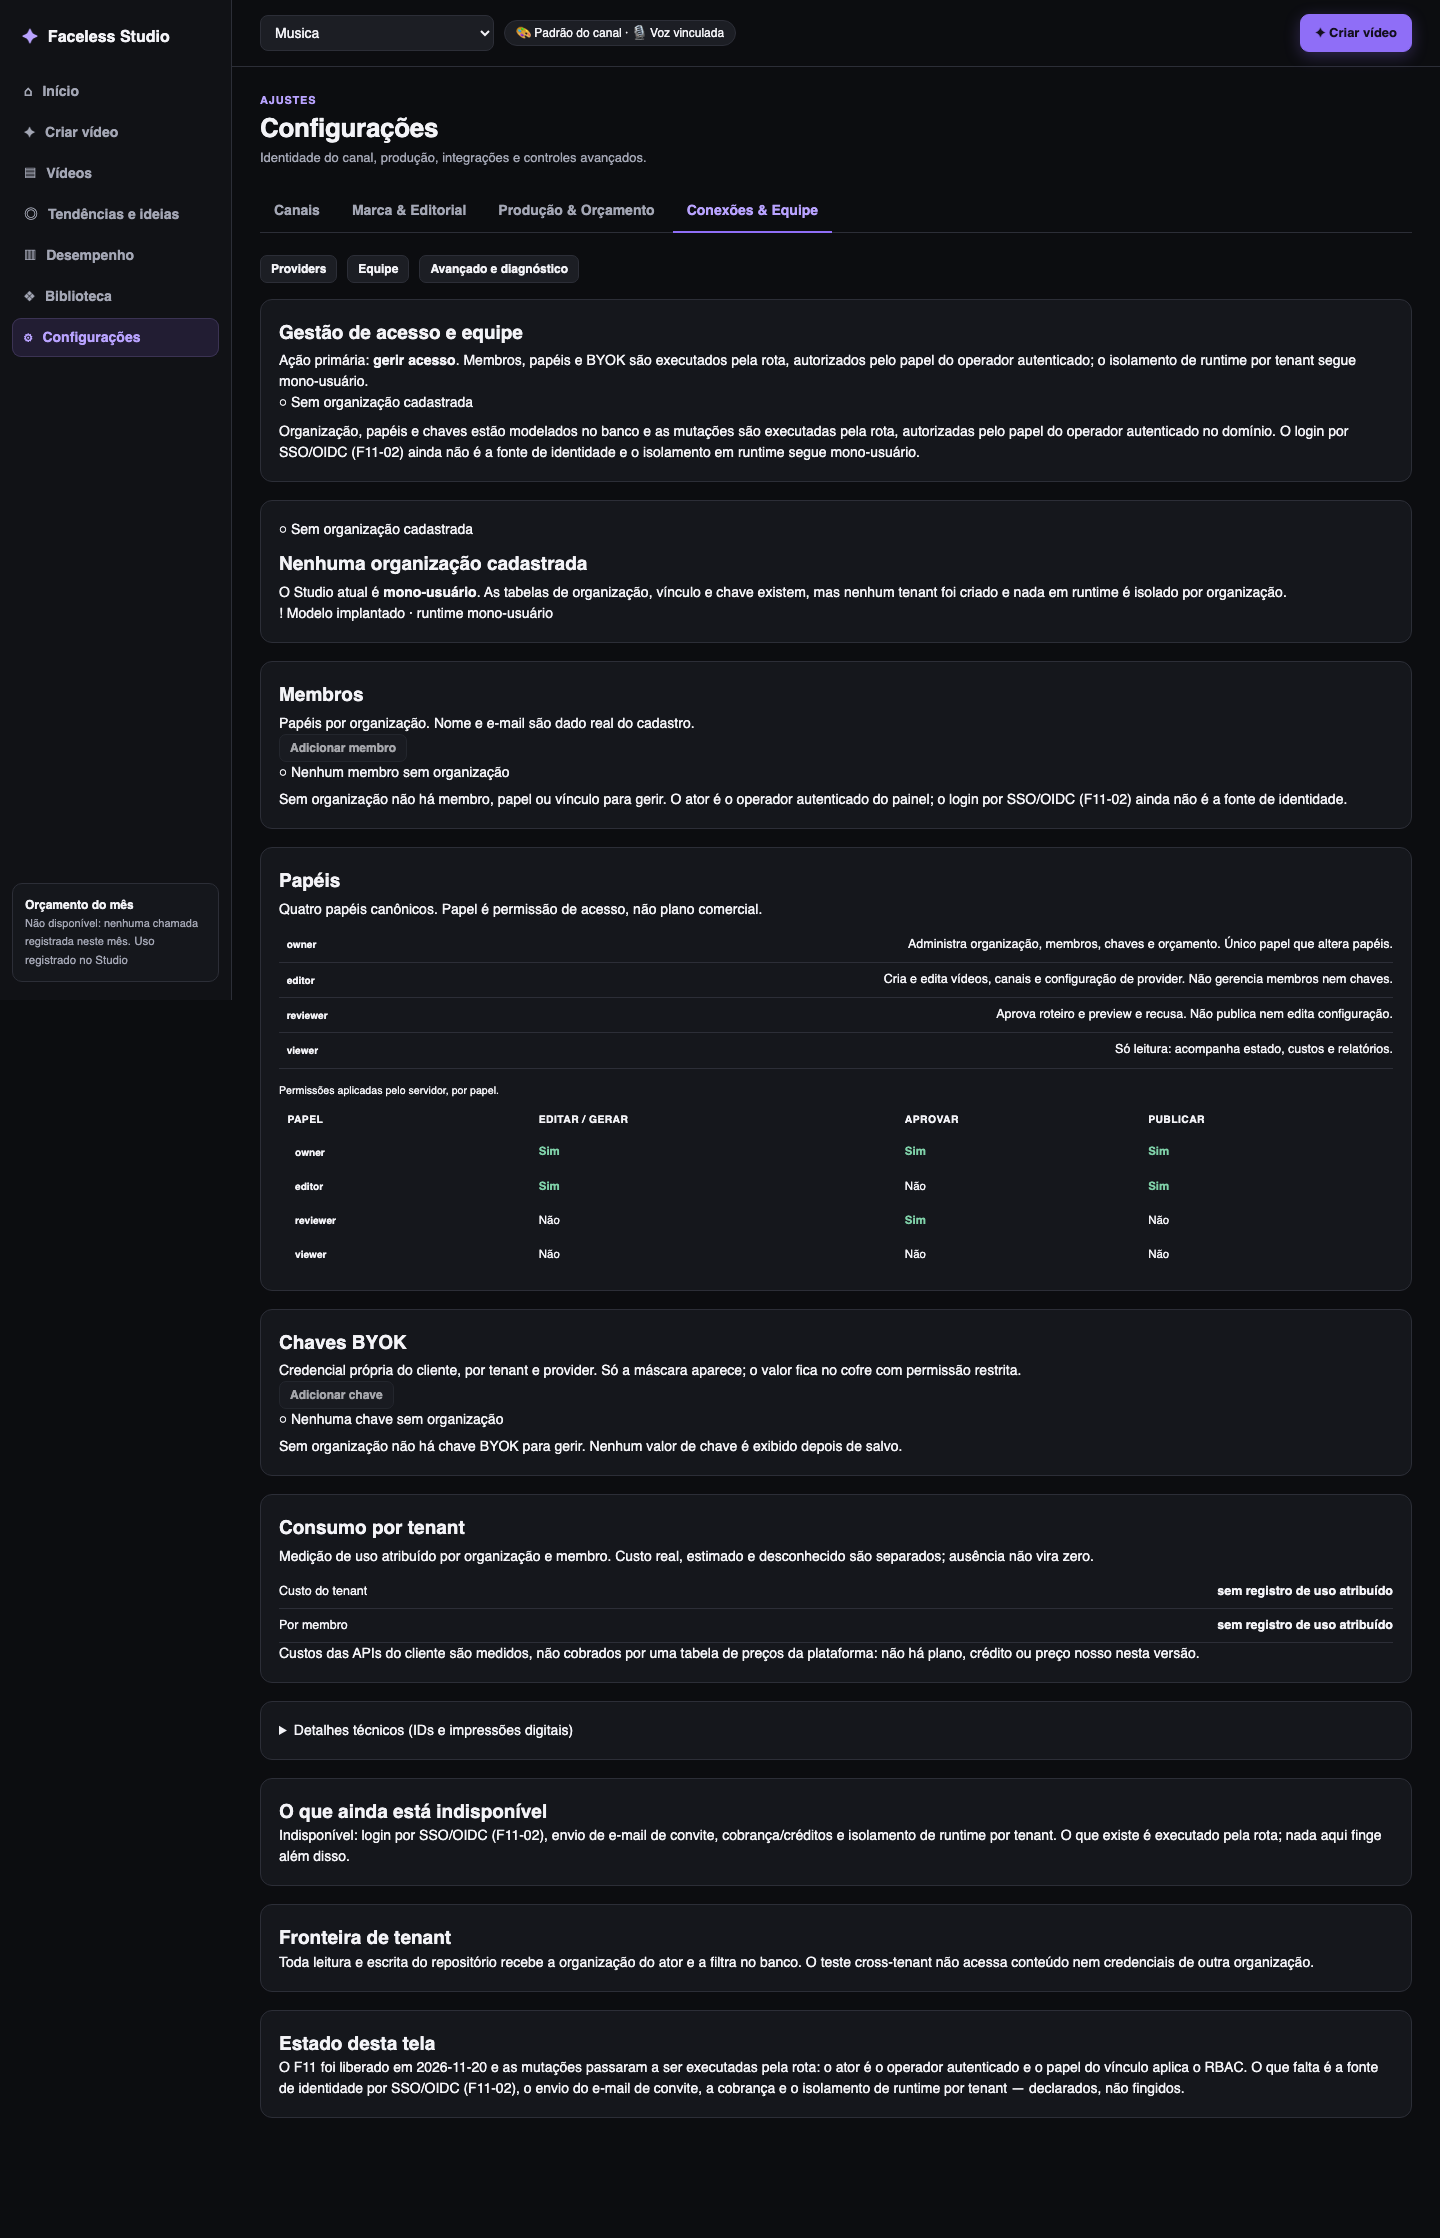 Faceless Studio
Início
Criar vídeo
Vídeos
Tendências e ideias
Desempenho
Biblioteca
Configurações
Orçamento do mês
Não disponível: nenhuma chamada
registrada neste mês. Uso
registrado no Studio
Musica
Padrão do canal · Voz vinculada
✦ Criar vídeo
AJUSTES
Configurações
Identidade do canal, produção, integrações e controles avançados.
Canais Marca & Editorial Produção & Orçamento Conexões & Equipe
Providers Equipe Avançado e diagnóstico
Gestão de acesso e equipe
Ação primária: gerir acesso. Membros, papéis e BYOK são executados pela rota, autorizados pelo papel do operador autenticado; o isolamento de runtime por tenant segue
mono-usuário.
○ Sem organização cadastrada
Organização, papéis e chaves estão modelados no banco e as mutações são executadas pela rota, autorizadas pelo papel do operador autenticado no domínio. O login por
SSO/OIDC (F11-02) ainda não é a fonte de identidade e o isolamento em runtime segue mono-usuário.
○ Sem organização cadastrada
Nenhuma organização cadastrada
O Studio atual é mono-usuário. As tabelas de organização, vínculo e chave existem, mas nenhum tenant foi criado e nada em runtime é isolado por organização.
! Modelo implantado · runtime mono-usuário
Membros
Papéis por organização. Nome e e-mail são dado real do cadastro.
Adicionar membro
○ Nenhum membro sem organização
Sem organização não há membro, papel ou vínculo para gerir. O ator é o operador autenticado do painel; o login por SSO/OIDC (F11-02) ainda não é a fonte de identidade.
Papéis
Quatro papéis canônicos. Papel é permissão de acesso, não plano comercial.
owner Administra organização, membros, chaves e orçamento. Único papel que altera papéis.
editor Cria e edita vídeos, canais e configuração de provider. Não gerencia membros nem chaves.
reviewer Aprova roteiro e preview e recusa. Não publica nem edita configuração.
viewer Só leitura: acompanha estado, custos e relatórios.
Permissões aplicadas pelo servidor, por papel.
PAPEL EDITAR / GERAR APROVAR PUBLICAR
owner Sim Sim Sim
editor Sim Não Sim
reviewer Não Sim Não
viewer Não Não Não
Chaves BYOK
Credencial própria do cliente, por tenant e provider. Só a máscara aparece; o valor fica no cofre com permissão restrita.
Adicionar chave
○ Nenhuma chave sem organização
Sem organização não há chave BYOK para gerir. Nenhum valor de chave é exibido depois de salvo.
Consumo por tenant
Medição de uso atribuído por organização e membro. Custo real, estimado e desconhecido são separados; ausência não vira zero.
Custo do tenant sem registro de uso atribuído
Por membro sem registro de uso atribuído
Custos das APIs do cliente são medidos, não cobrados por uma tabela de preços da plataforma: não há plano, crédito ou preço nosso nesta versão.
▶ Detalhes técnicos (IDs e impressões digitais)
O que ainda está indisponível
Indisponível: login por SSO/OIDC (F11-02), envio de e-mail de convite, cobrança/créditos e isolamento de runtime por tenant. O que existe é executado pela rota; nada aqui finge
além disso.
Fronteira de tenant
Toda leitura e escrita do repositório recebe a organização do ator e a filtra no banco. O teste cross-tenant não acessa conteúdo nem credenciais de outra organização.
Estado desta tela
O F11 foi liberado em 2026-11-20 e as mutações passaram a ser executadas pela rota: o ator é o operador autenticado e o papel do vínculo aplica o RBAC. O que falta é a fonte
de identidade por SSO/OIDC (F11-02), o envio do e-mail de convite, a cobrança e o isolamento de runtime por tenant — declarados, não fingidos.